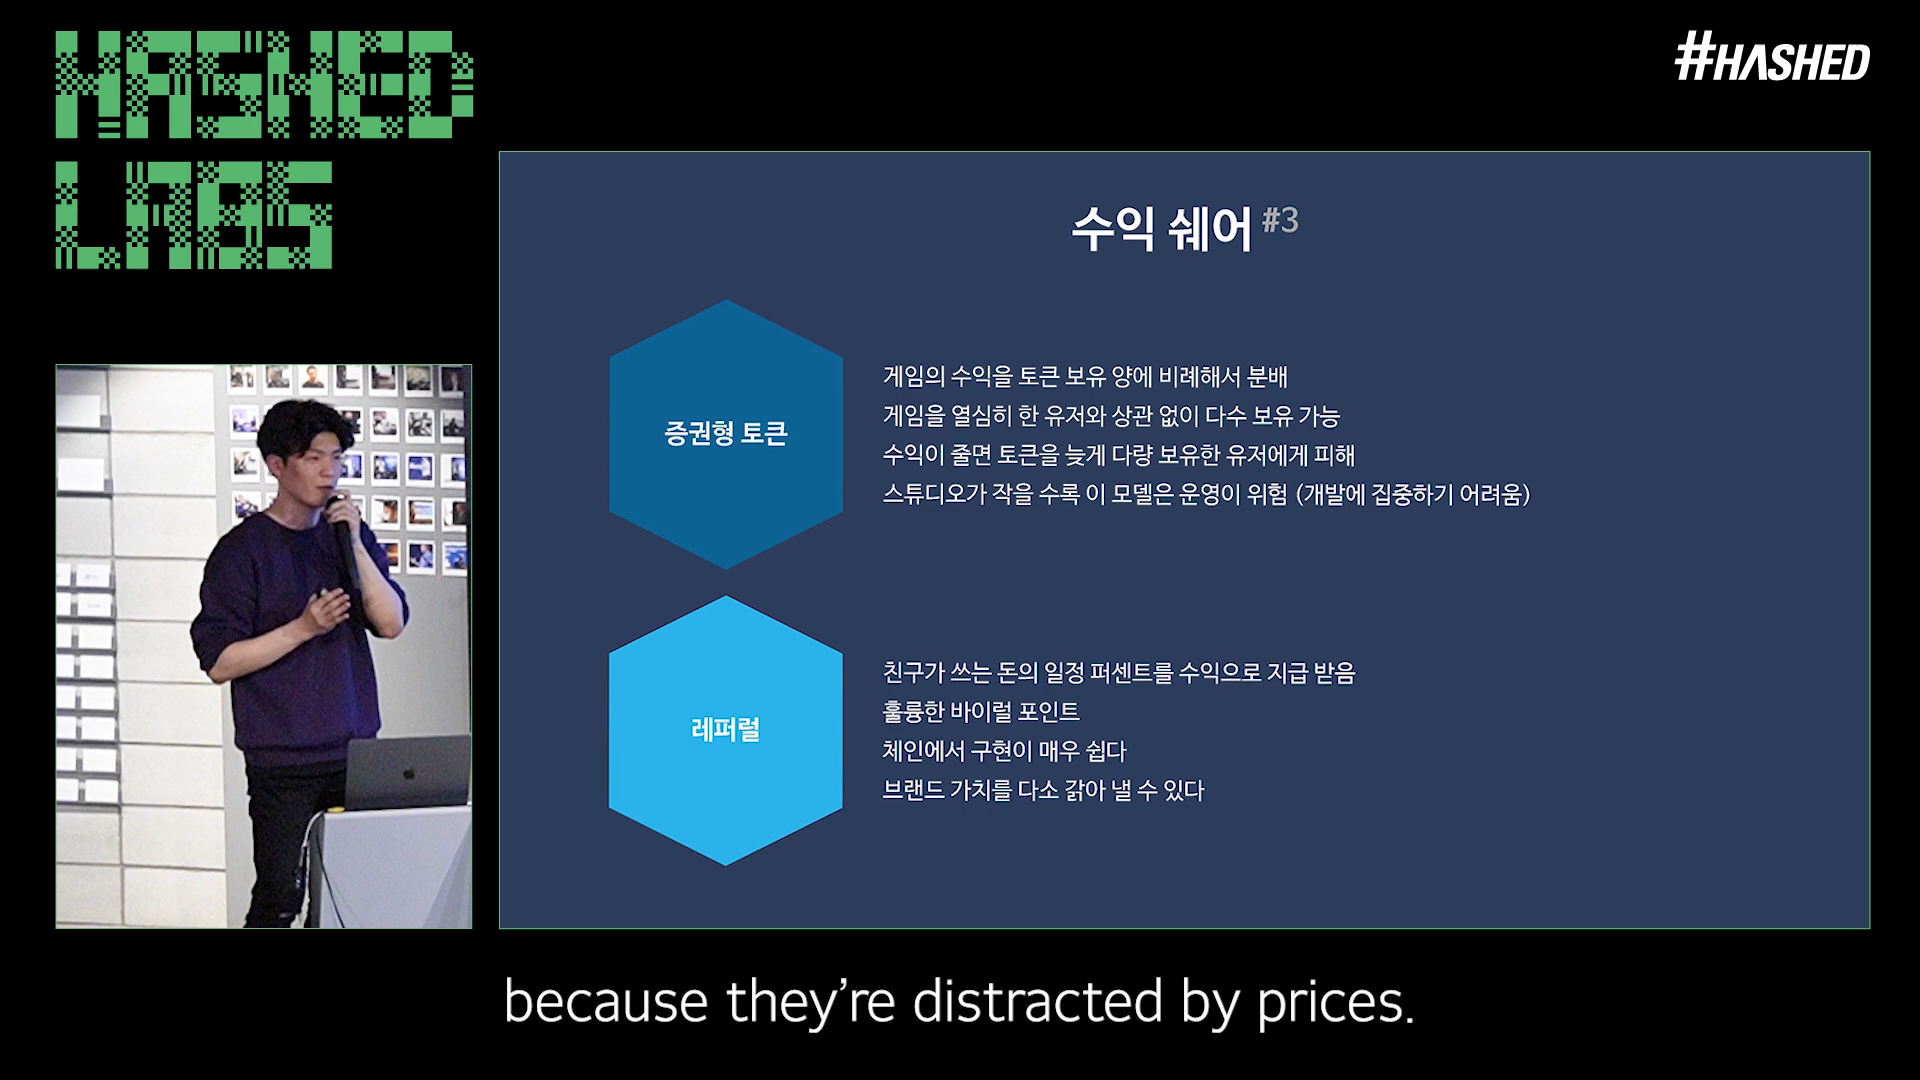 HASHED
LABS
#HASHED
수익 쉐어 #3
증권형 토큰
게임의 수익을 토큰 보유 양에 비례해서 분배
게임을 열심히 한 유저와 상관 없이 다수 보유 가능
수익이 줄면 토큰을 늦게 다량 보유한 유저에게 피해
스튜디오가 작을 수록 이 모델은 운영이 위험 (개발에 집중하기 어려움)
레퍼럴
친구가 쓰는 돈의 일정 퍼센트를 수익으로 지급 받음
훌륭한 바이럴 포인트
체인에서 구현이 매우 쉽다
브랜드 가치를 다소 갉아 낼 수 있다
because they’re distracted by prices.